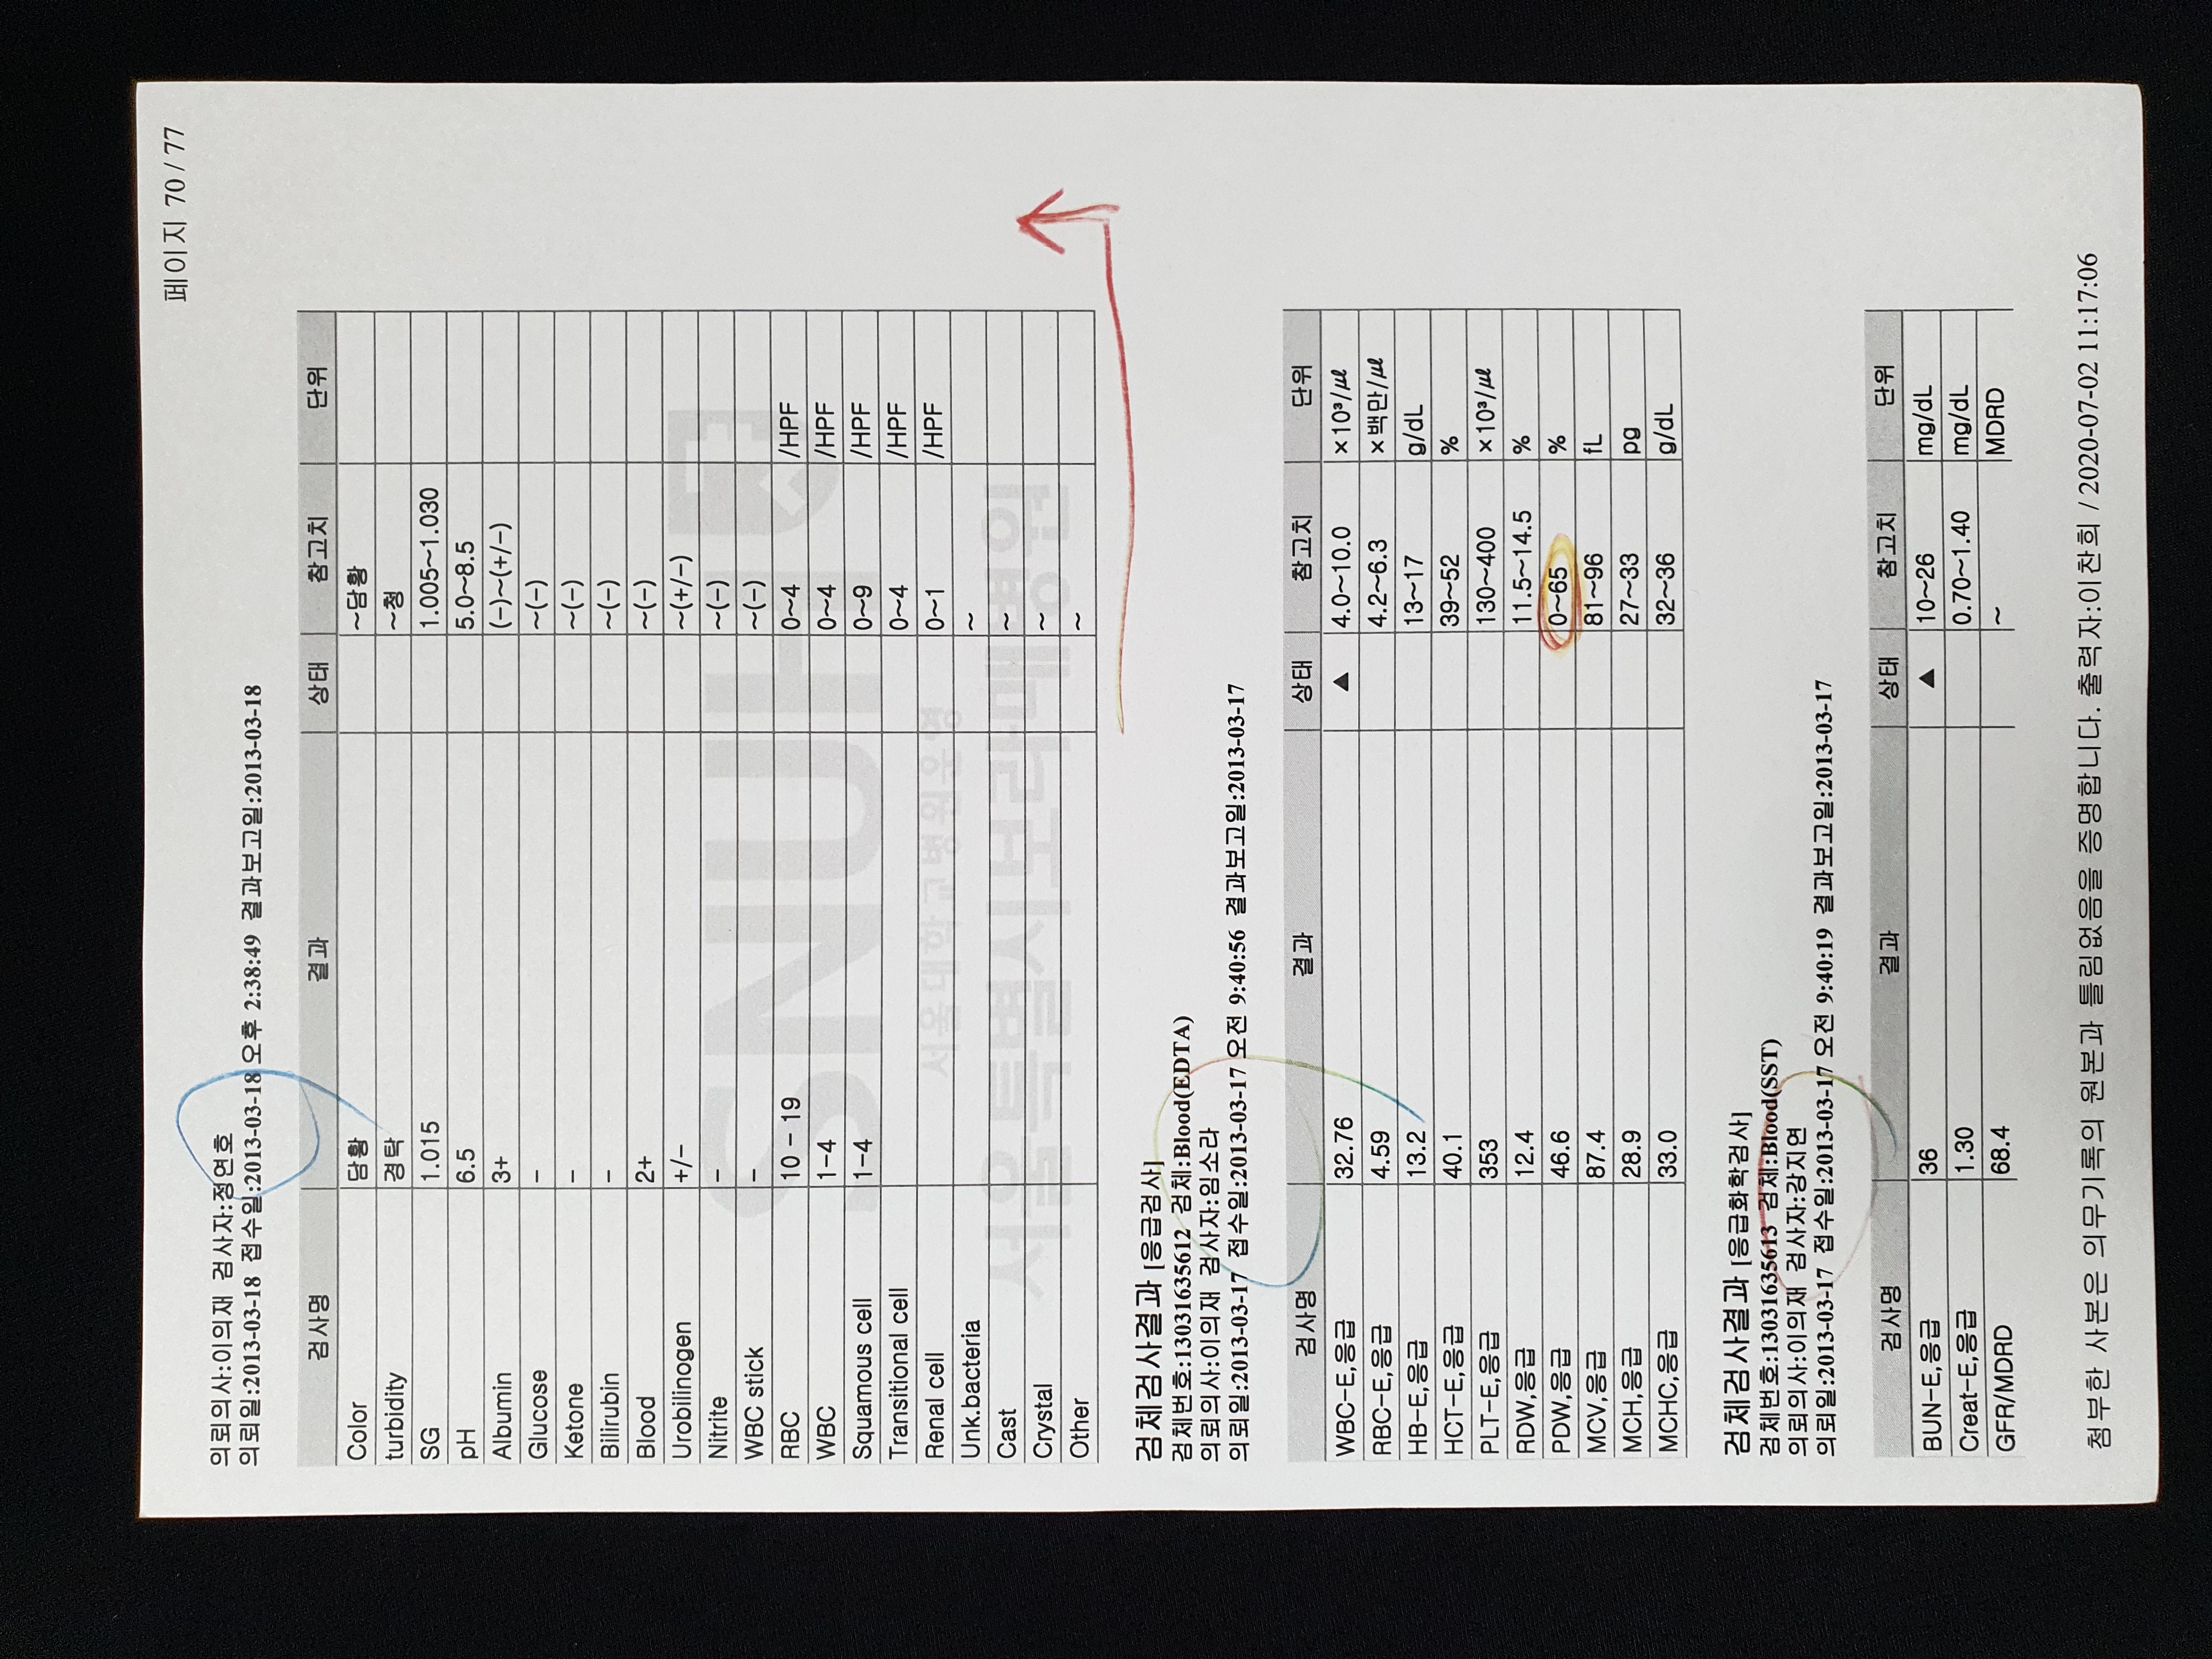 페이지 70 / 77
의뢰의사:이의재 검사자:정연호
의뢰일:2013-03-18 접수일:2013-03-18 오후 2:38:49 결과보고일:2013-03-18
검사명 결과 상태 참고치 단위
Color 담황 ~담황
turbidity 경탁 ~청
SG 1.015 1.005~1.030
pH 6.5 5.0~8.5
Albumin 3+ (-)~(+/-)
Glucose - ~(-)
Ketone - ~(-)
Bilirubin - ~(-)
Blood 2+ ~(-)
Urobilinogen +/- ~(+/-)
Nitrite - ~(-)
WBC stick - ~(-)
RBC 10 - 19 0~4 /HPF
WBC 1-4 0~4 /HPF
Squamous cell 1-4 0~9 /HPF
Transitional cell 0~4 /HPF
Renal cell 0~1 /HPF
Unk.bacteria ~
Cast ~
Crystal ~
Other ~
SNUH
서울대학교병원운영
서울특별시보라매병원
검체검사결과 [응급검사]
검체번호:13031635612 검체:Blood(EDTA)
의뢰의사:이의재 검사자:임소라
의뢰일:2013-03-17 접수일:2013-03-17 오전 9:40:56 결과보고일:2013-03-17
검사명 결과 상태 참고치 단위
WBC-E,응급 32.76 ▲ 4.0~10.0 ×10³/㎕
RBC-E,응급 4.59 4.2~6.3 ×백만/㎕
HB-E,응급 13.2 13~17 g/dL
HCT-E,응급 40.1 39~52 %
PLT-E,응급 353 130~400 ×10³/㎕
RDW,응급 12.4 11.5~14.5 %
PDW,응급 46.6 0~65 %
MCV,응급 87.4 81~96 fL
MCH,응급 28.9 27~33 pg
MCHC,응급 33.0 32~36 g/dL
검체검사결과 [응급화학검사]
검체번호:13031635613 검체:Blood(SST)
의뢰의사:이의재 검사자:강지연
의뢰일:2013-03-17 접수일:2013-03-17 오전 9:40:19 결과보고일:2013-03-17
검사명 결과 상태 참고치 단위
BUN-E,응급 36 ▲ 10~26 mg/dL
Creat-E,응급 1.30 0.70~1.40 mg/dL
GFR/MDRD 68.4 ~ MDRD
첨부한 사본은 의무기록의 원본과 틀림없음을 증명합니다. 출력자:이찬희 / 2020-07-02 11:17:06